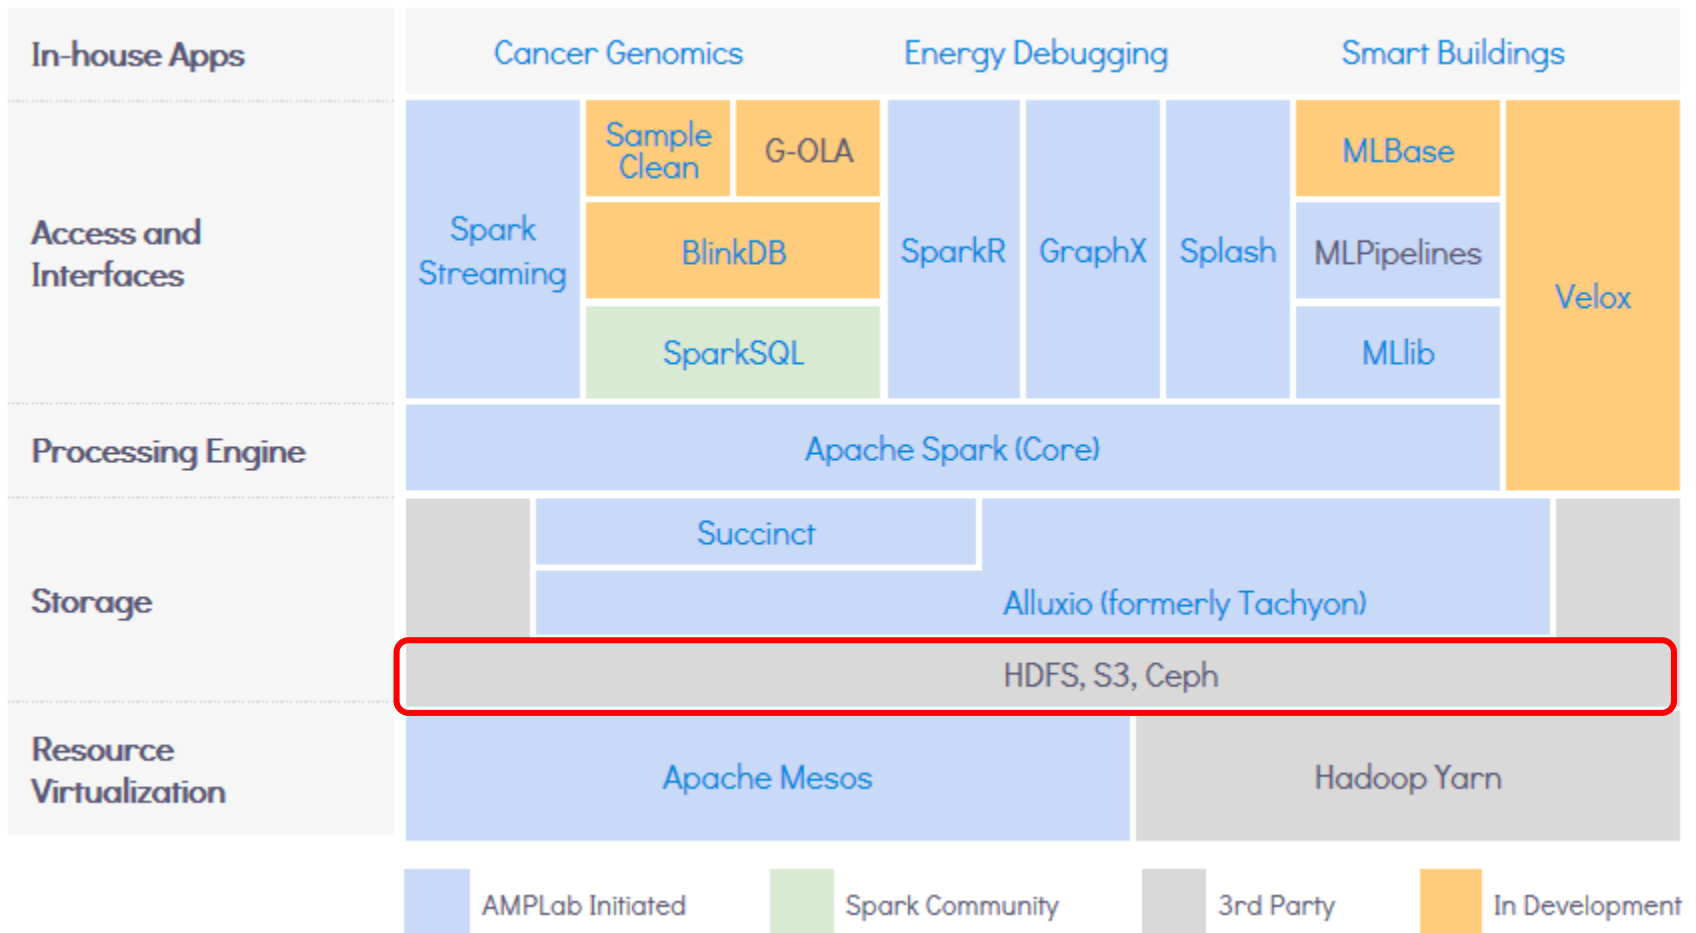 In-house Apps
Cancer Genomics
Energy Debugging
Smart Buildings
Access and
Interfaces
Spark
Streaming
Sample
Clean
G-OLA
BlinkDB
SparkSQL
SparkR
GraphX
Splash
MLBase
MLPipelines
MLlib
Velox
Processing Engine
Apache Spark (Core)
Storage
Succinct
Alluxio (formerly Tachyon)
HDFS, S3, Ceph
Resource
Virtualization
Apache Mesos
Hadoop Yarn
AMPLab Initiated
Spark Community
3rd Party
In Development